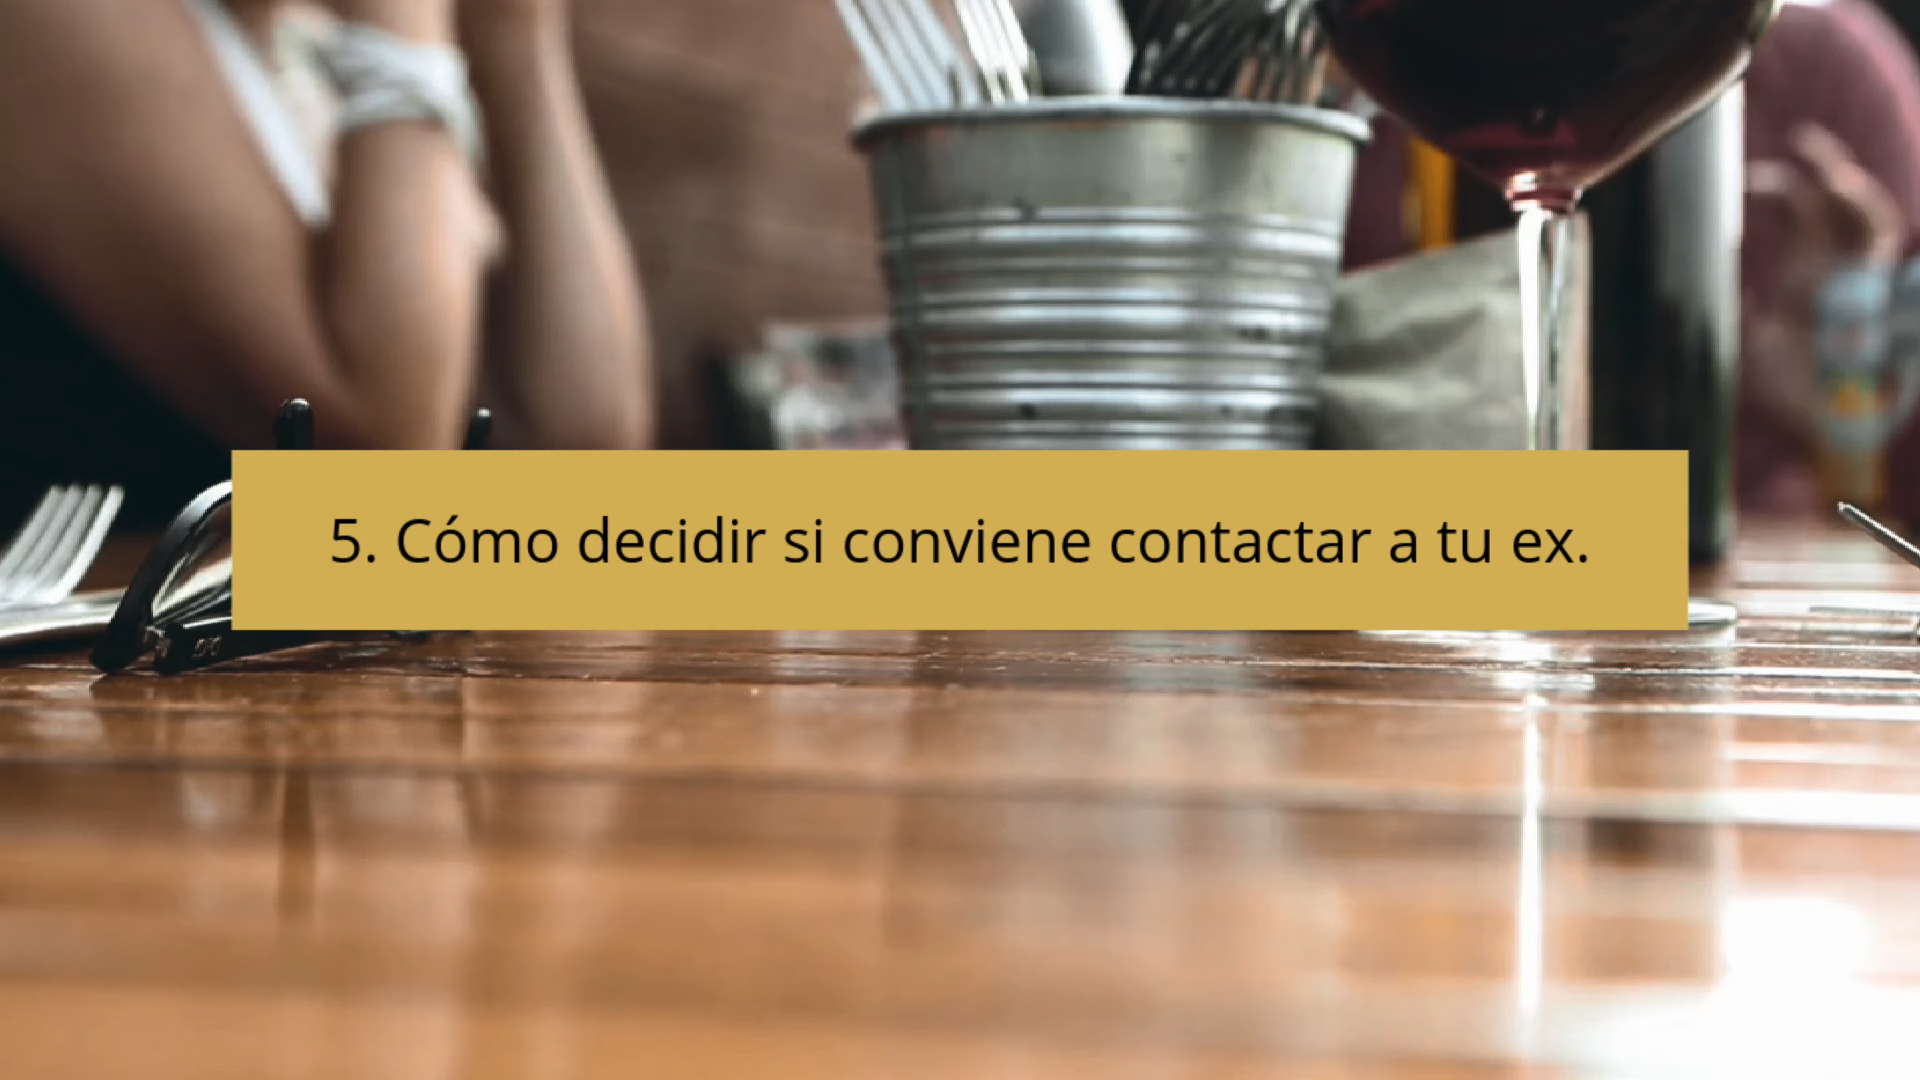 5. Cómo decidir si conviene contactar a tu ex.